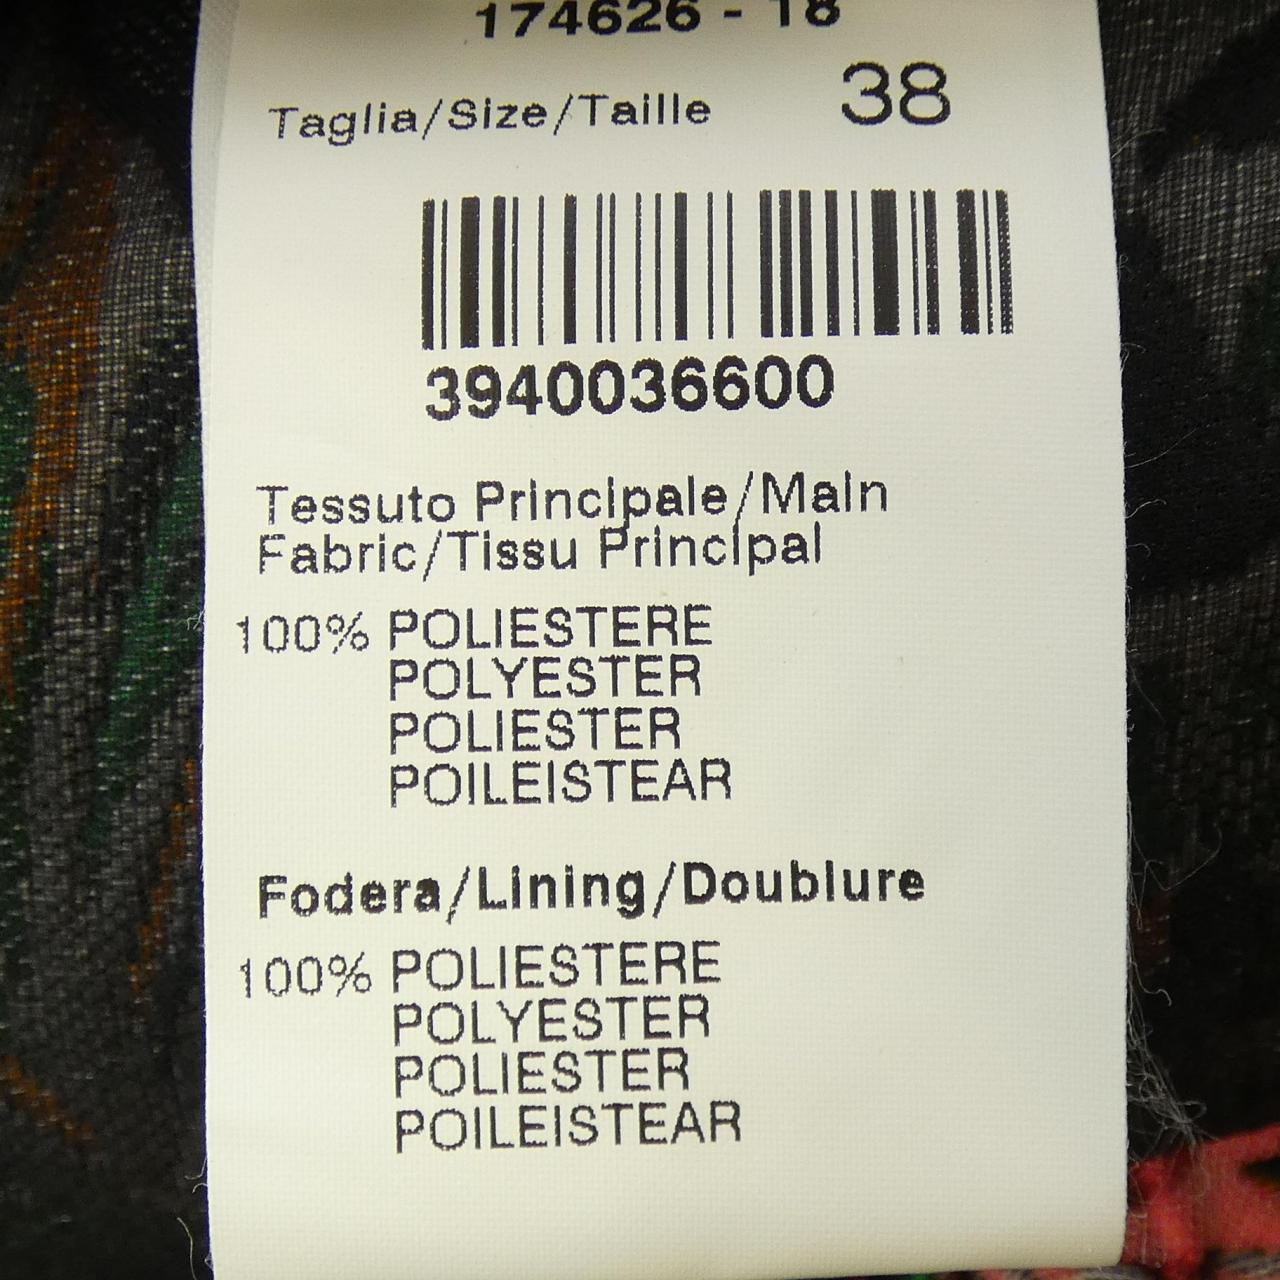 174626 - 18
Taglia/Size/Taille 38
3940036600
Tessuto Principale/Main
Fabric/Tissu Principal
100% POLIESTERE
POLYESTER
POLIESTER
POILEISTEAR
Fodera/Lining/Doublure
100% POLIESTERE
POLYESTER
POLIESTER
POILEISTEAR